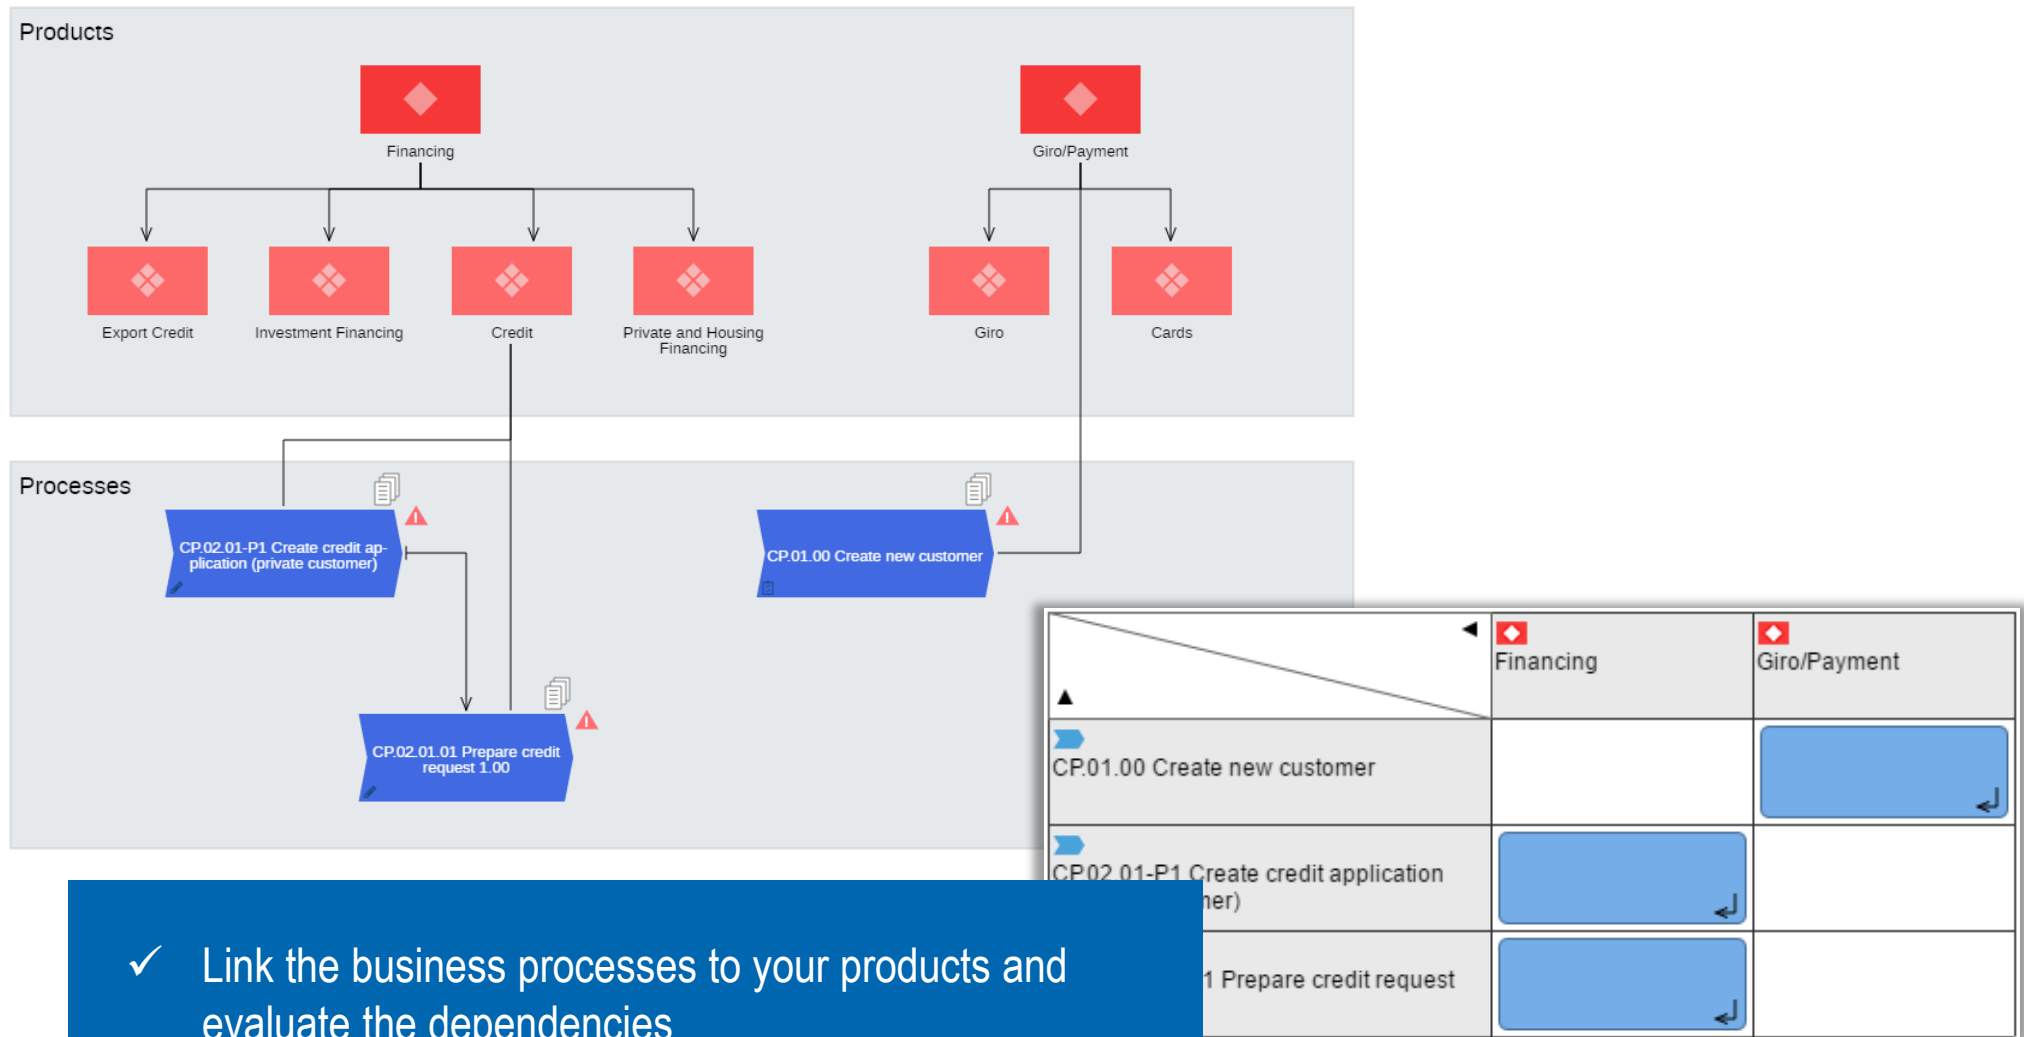 Products
Financing
Giro/Payment
Export Credit
Investment Financing
Credit
Private and Housing
Financing
Giro
Cards
Processes
CP.02.01-P1 Create credit ap-
plication (private customer)
CP.01.00 Create new customer
CP.02.01.01 Prepare credit
request 1.00
Financing
Giro/Payment
CP.01.00 Create new customer
CP.02.01-P1 Create credit application
ner)
1 Prepare credit request
✓ Link the business processes to your products and
evaluate the dependencies